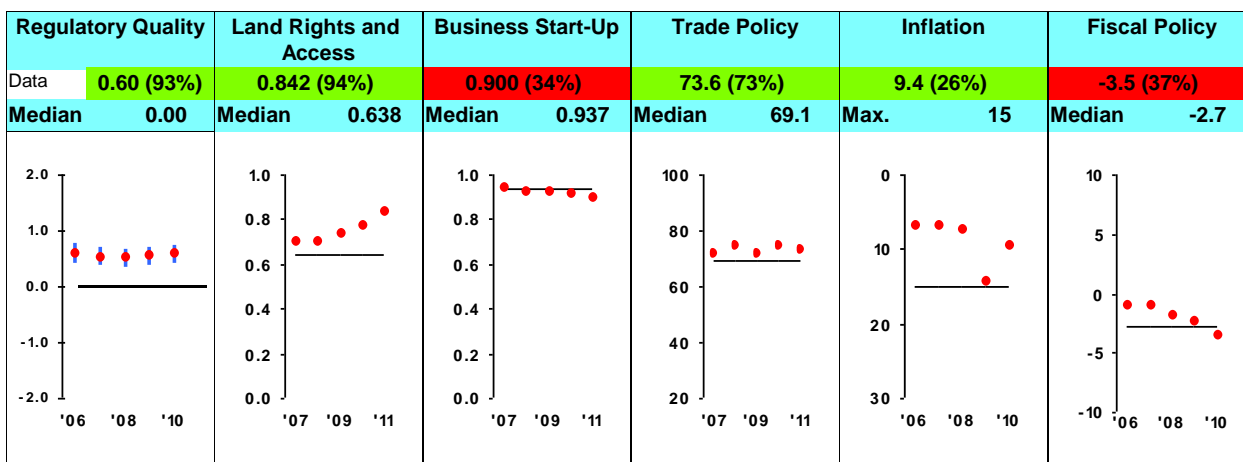 Regulatory Quality
Land Rights and
Access
Business Start-Up
Trade Policy
Inflation
Fiscal Policy
Data 0.60 (93%)
0.842 (94%)
0.900 (34%)
73.6 (73%)
9.4 (26%)
-3.5 (37%)
Median 0.00
Median 0.638
Median 0.937
Median 69.1
Max. 15
Median -2.7
2.0
1.0
0.0
-1.0
-2.0
'06 '08 '10
1.0
0.8
0.6
0.4
0.2
0.0
'07 '09 '11
1.0
0.8
0.6
0.4
0.2
0.0
'07 '09 '11
100
80
60
40
20
'07 '09 '11
0
10
20
30
'06 '08 '10
10
5
0
-5
-10
'06 '08 '10